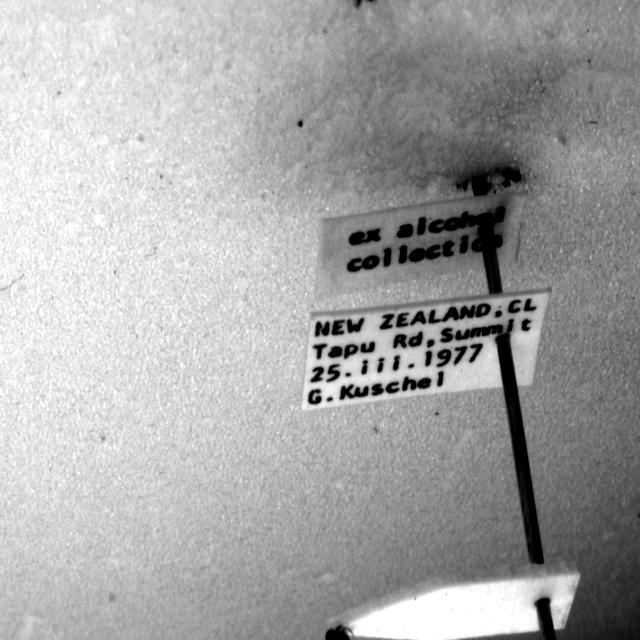 ex alcohol
collection
NEW ZEALAND.CL
Tapu Rd,Summit
25.iii.1977
G.Kuschel